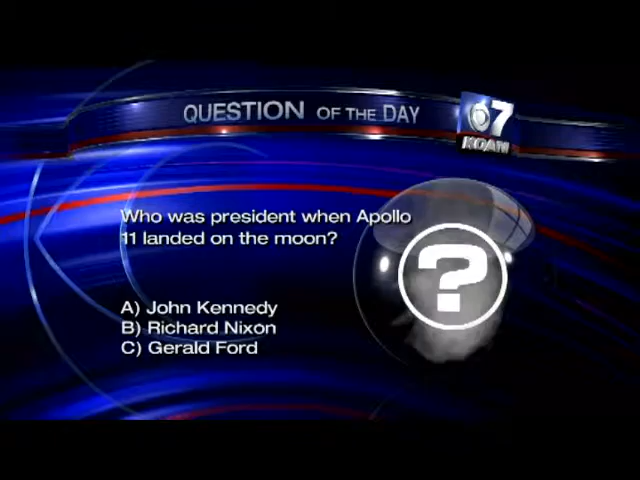 QUESTION OF THE DAY
7
KOAM
Who was president when Apollo
11 landed on the moon?
A) John Kennedy
B) Richard Nixon
C) Gerald Ford
?